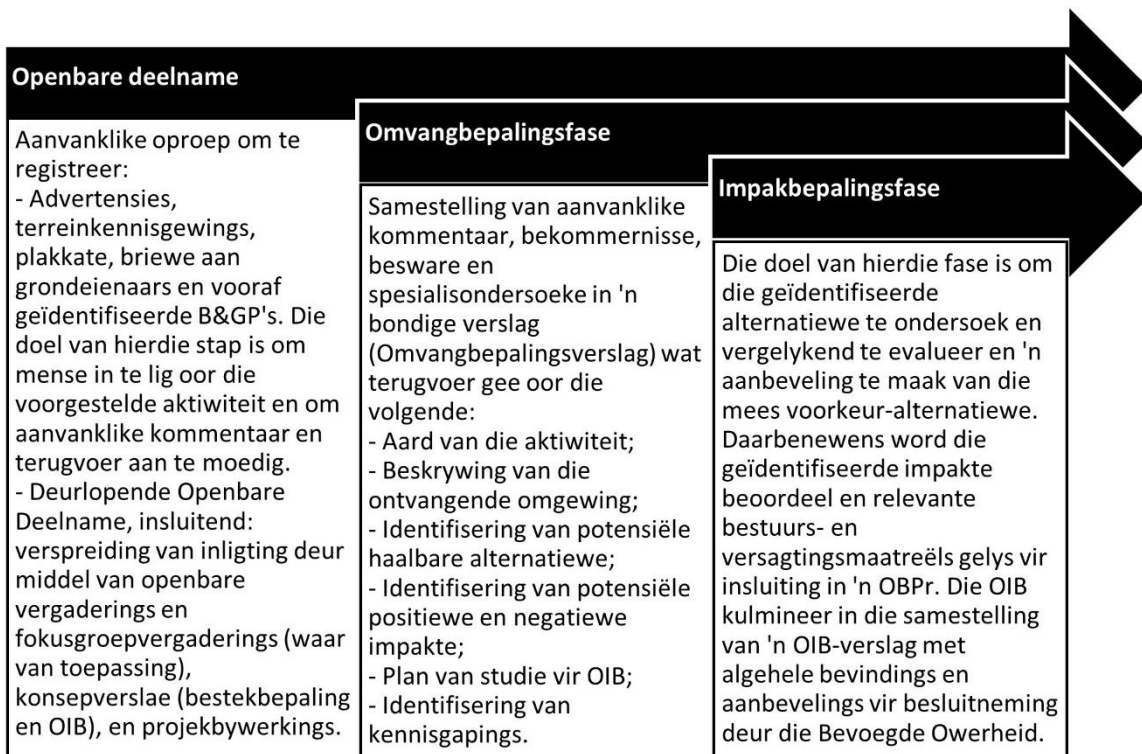 Openbare deelname
Aanvanklike oproep om te
registreer:
- Advertensies,
terreinkennisgewings,
plakkate, briewe aan
grondeienaars en vooraf
geïdentifiseerde B&GP's. Die
doel van hierdie stap is om
mense in te lig oor die
voorgestelde aktiwiteit en om
aanvanklike kommentaar en
terugvoer aan te moedig.
- Deurlopende Openbare
Deelname, insluitend:
verspreiding van inligting deur
middel van openbare
vergaderings en
fokusgroepvergaderings (waar
van toepassing),
konsepverslae (bestekbepaling
en OIB), en projekbywerkings.
Omvangbepalingsfase
Samestelling van aanvanklike
kommentaar, bekommernisse,
besware en
spesialisondersoeke in 'n
bondige verslag
(Omvangbepalingsverslag) wat
terugvoer gee oor die
volgende:
- Aard van die aktiwiteit;
- Beskrywing van die
ontvangende omgewing;
- Identifisering van potensiële
haalbare alternatiewe;
- Identifisering van potensiële
positiewe en negatiewe
impakte;
- Plan van studie vir OIB;
- Identifisering van
kennisgapings.
Impakbepalingsfase
Die doel van hierdie fase is om
die geïdentifiseerde
alternatiewe te ondersoek en
vergelykend te evalueer en 'n
aanbeveling te maak van die
mees voorkeur-alternatiewe.
Daarbenewens word die
geïdentifiseerde impakte
beoordeel en relevante
bestuurs- en
versagtingsmaatreëls gelys vir
insluiting in 'n OBPr. Die OIB
kulmineer in die samestelling
van 'n OIB-verslag met
algehele bevindings en
aanbevelings vir besluitneming
deur die Bevoegde Owerheid.